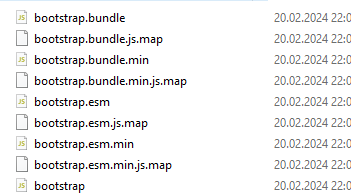 bootstrap.bundle 20.02.2024 22:0
bootstrap.bundle.js.map 20.02.2024 22:0
bootstrap.bundle.min 20.02.2024 22:0
bootstrap.bundle.min.js.map 20.02.2024 22:0
bootstrap.esm 20.02.2024 22:0
bootstrap.esm.js.map 20.02.2024 22:0
bootstrap.esm.min 20.02.2024 22:0
bootstrap.esm.min.js.map 20.02.2024 22:0
bootstrap 20.02.2024 22:0